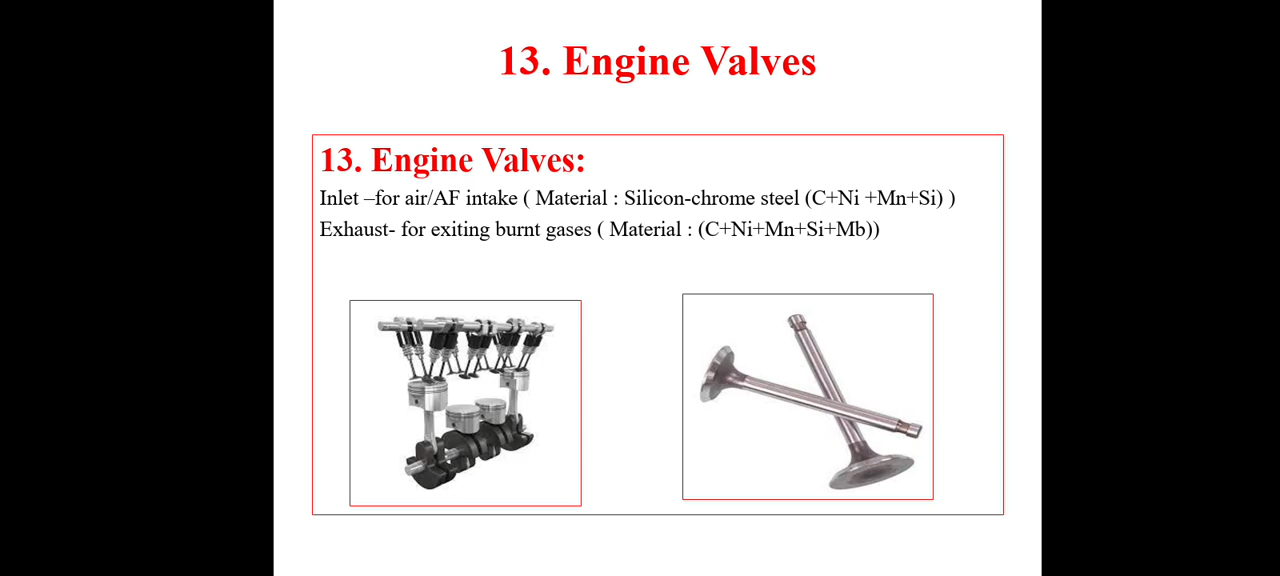 13. Engine Valves
13. Engine Valves:
Inlet –for air/AF intake ( Material : Silicon-chrome steel (C+Ni +Mn+Si) )
Exhaust- for exiting burnt gases ( Material : (C+Ni+Mn+Si+Mb))